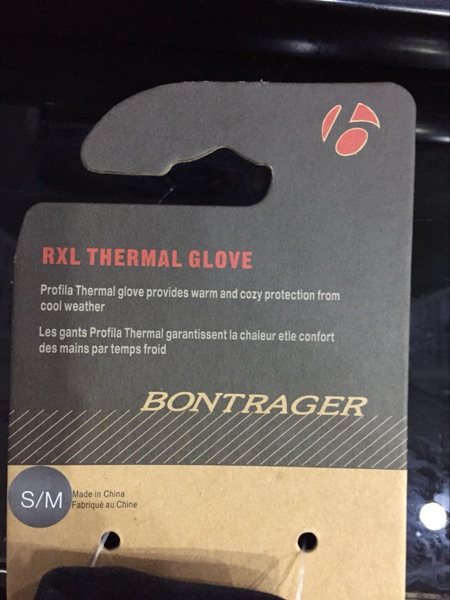 RXL THERMAL GLOVE
Profila Thermal glove provides warm and cozy protection from
cool weather
Les gants Profila Thermal garantissent la chaleur etle confort
des mains par temps froid
BONTRAGER
S/M
Made in China
Fabriqué au Chine